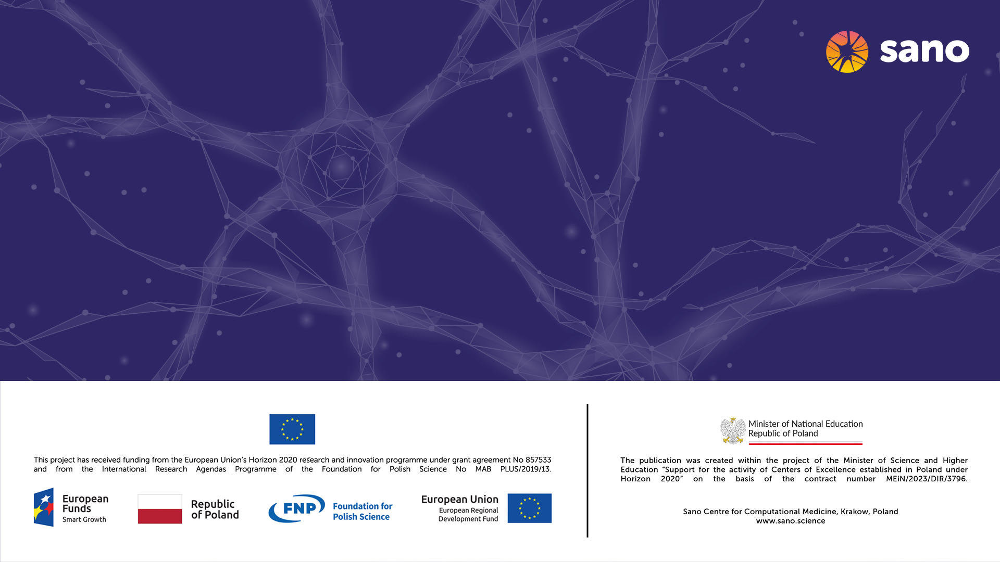 sano
This project has received funding from the European Union's Horizon 2020 research and innovation programme under grant agreement No 857533
and from the International Research Agendas Programme of the Foundation for Polish Science No MAB PLUS/2019/13.
European
Funds
Smart Growth
Republic
of Poland
FNP
Foundation for
Polish Science
European Union
European Regional
Development Fund
Minister of National Education
Republic of Poland
The publication was created within the project of the Minister of Science and Higher
Education "Support for the activity of Centers of Excellence established in Poland under
Horizon 2020" on the basis of the contract number MEiN/2023/DIR/3796.
Sano Centre for Computational Medicine, Krakow, Poland
www.sano.science